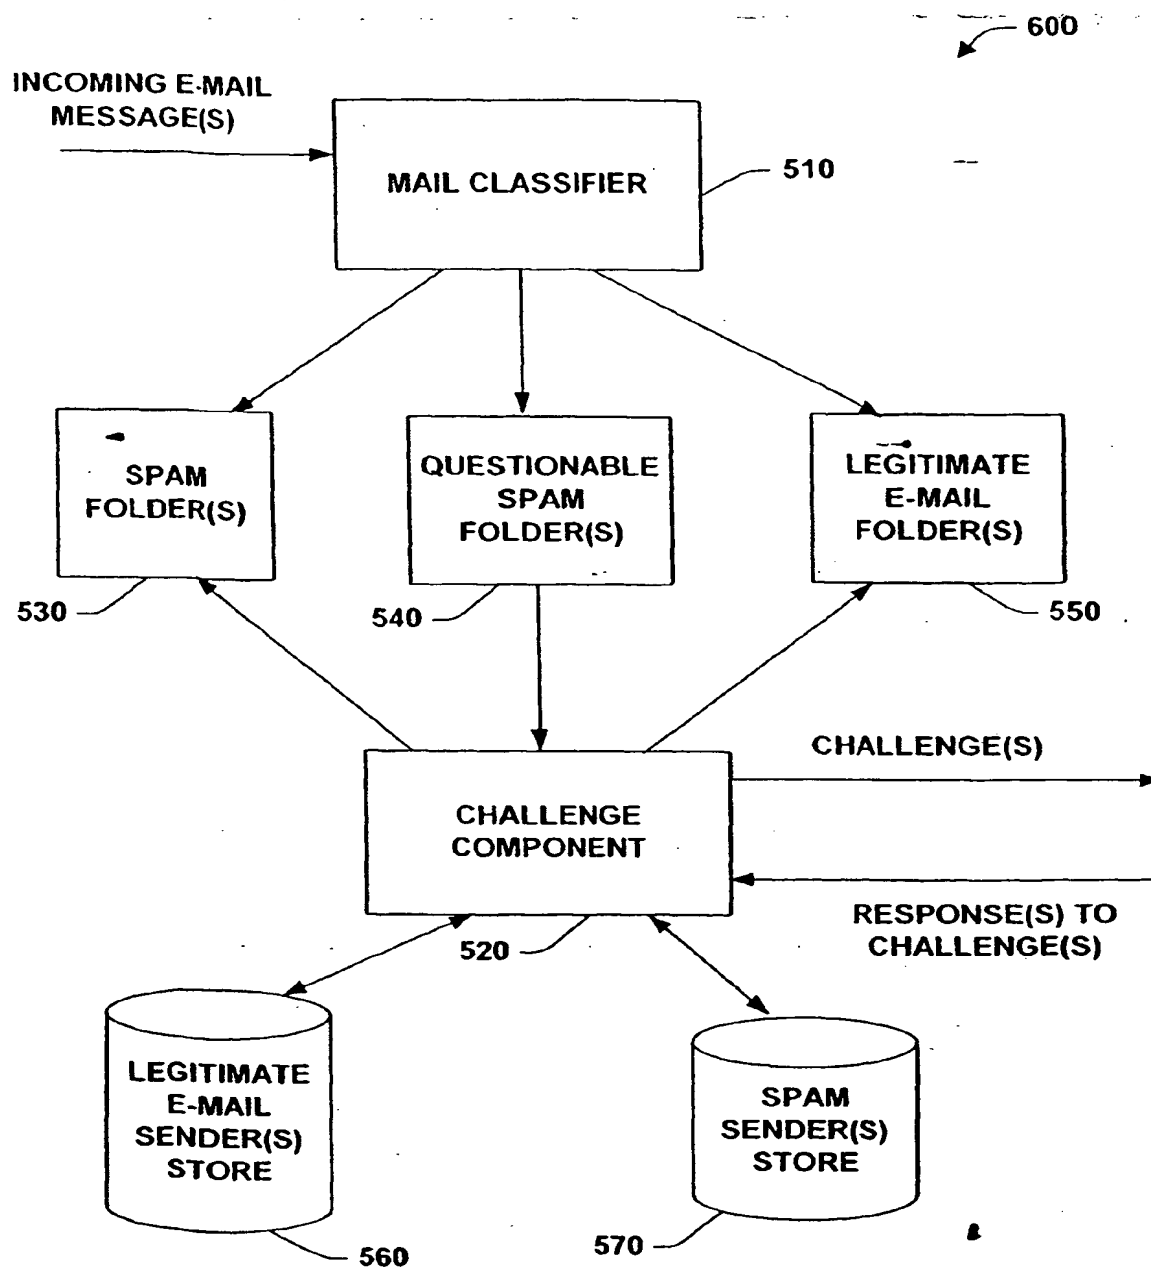 600
INCOMING E-MAIL
MESSAGE(S)
MAIL CLASSIFIER
510
SPAM
FOLDER(S)
QUESTIONABLE
SPAM
FOLDER(S)
LEGITIMATE
E-MAIL
FOLDER(S)
530
540
550
CHALLENGE(S)
CHALLENGE
COMPONENT
RESPONSE(S) TO
CHALLENGE(S)
520
LEGITIMATE
E-MAIL
SENDER(S)
STORE
SPAM
SENDER(S)
STORE
560
570